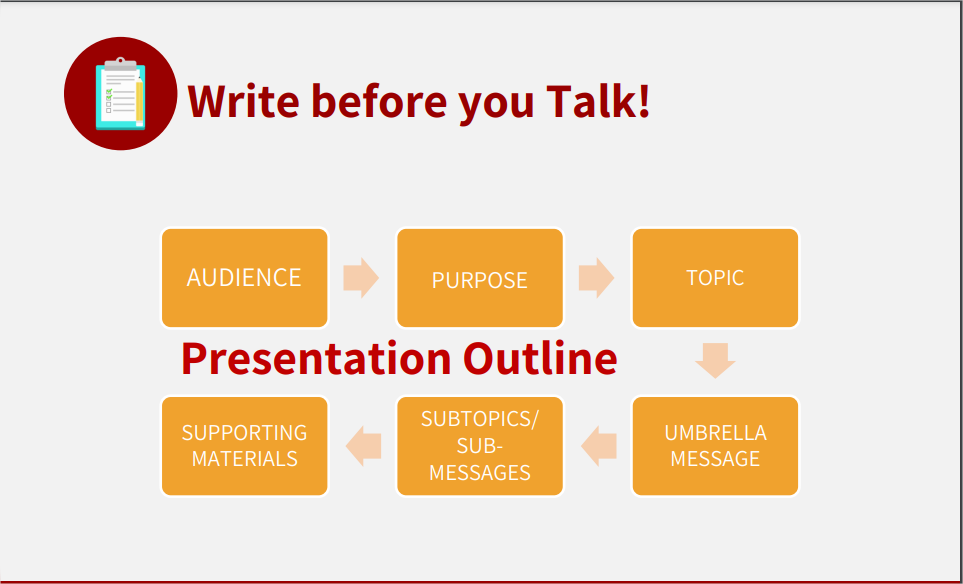 Write before you Talk!
AUDIENCE
PURPOSE
TOPIC
Presentation Outline
SUPPORTING
MATERIALS
SUBTOPICS/
SUB-
MESSAGES
UMBRELLA
MESSAGE